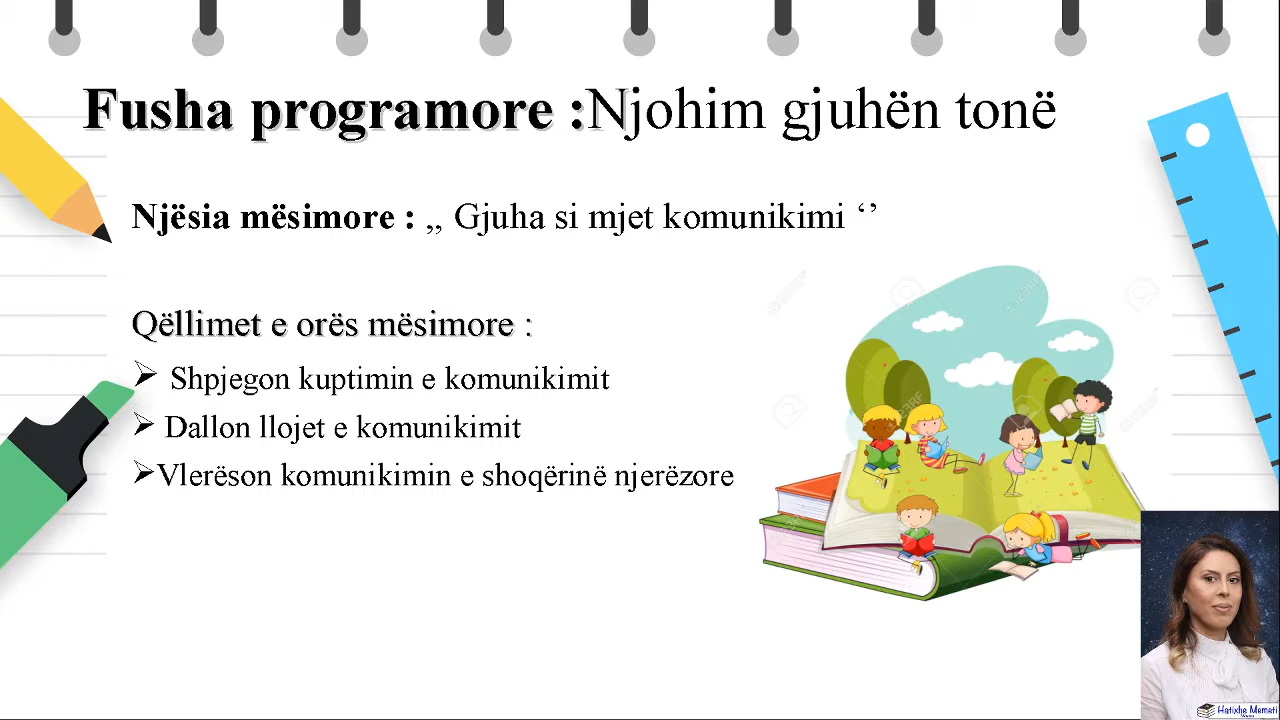 Fusha programore :Njohim gjuhën tonë
Njësia mësimore : ,, Gjuha si mjet komunikimi ‘’
Qëllimet e orës mësimore :
Shpjegon kuptimin e komunikimit
Dallon llojet e komunikimit
Vlerëson komunikimin e shoqërinë njerëzore
Hatixhe Memeti